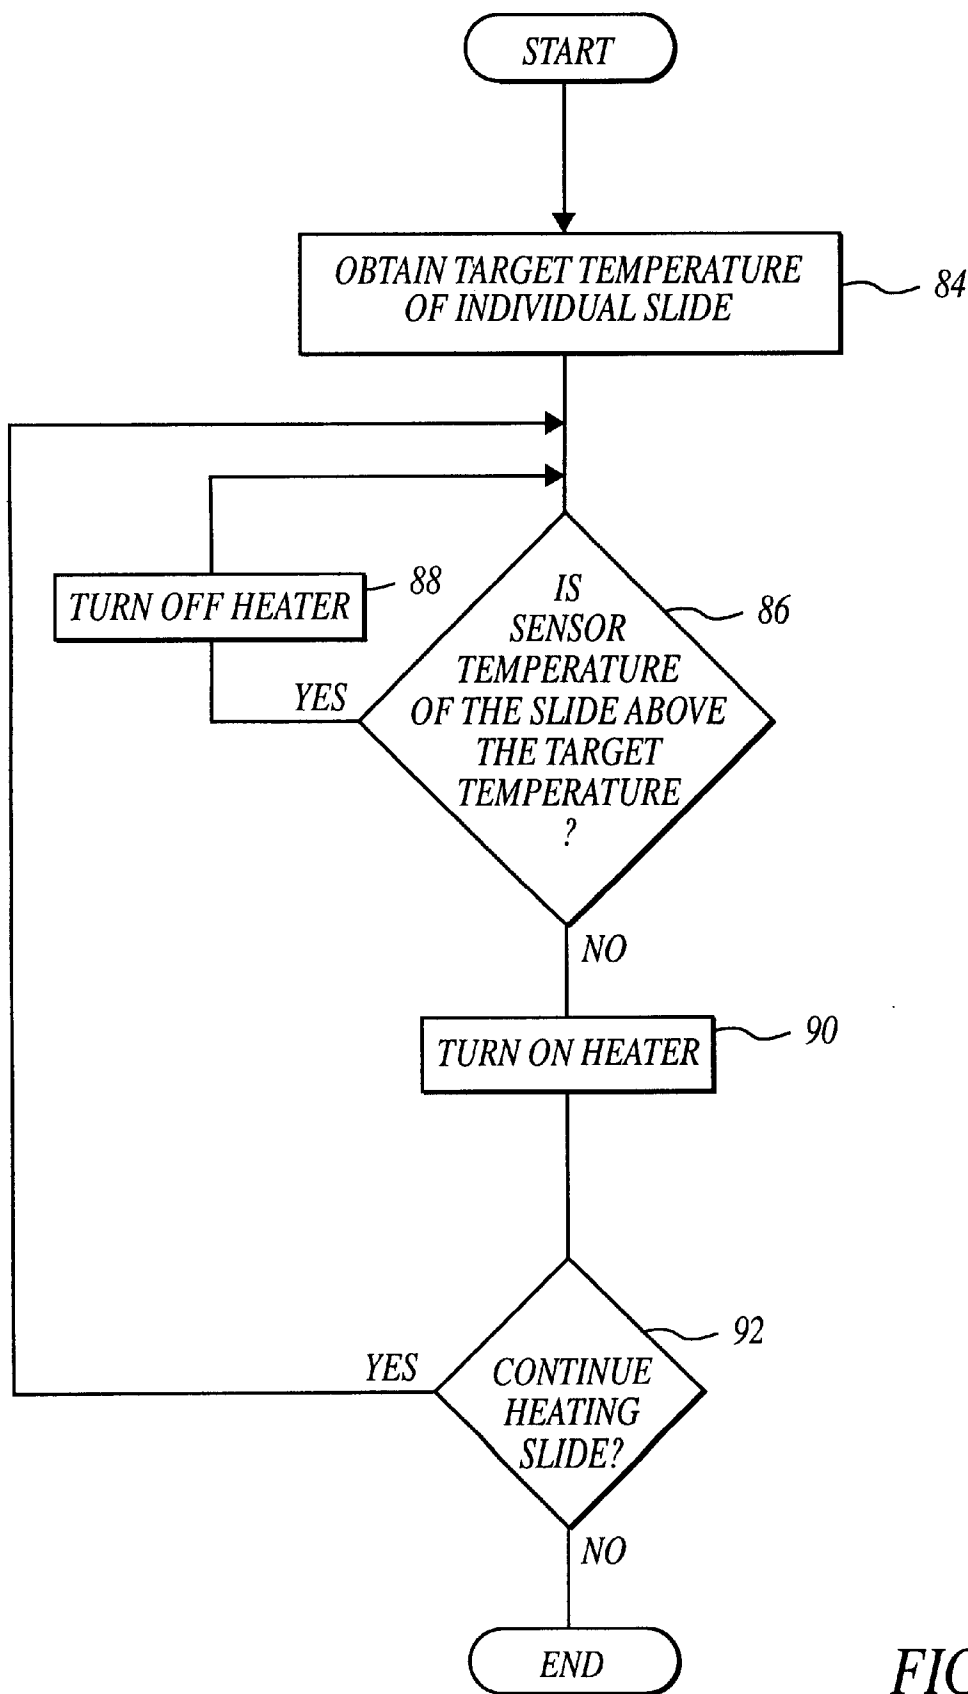 START
OBTAIN TARGET TEMPERATURE
OF INDIVIDUAL SLIDE
84
TURN OFF HEATER
88
IS
SENSOR
TEMPERATURE
OF THE SLIDE ABOVE
THE TARGET
TEMPERATURE
?
86
YES
NO
TURN ON HEATER
90
CONTINUE
HEATING
SLIDE?
92
YES
NO
END
FIG